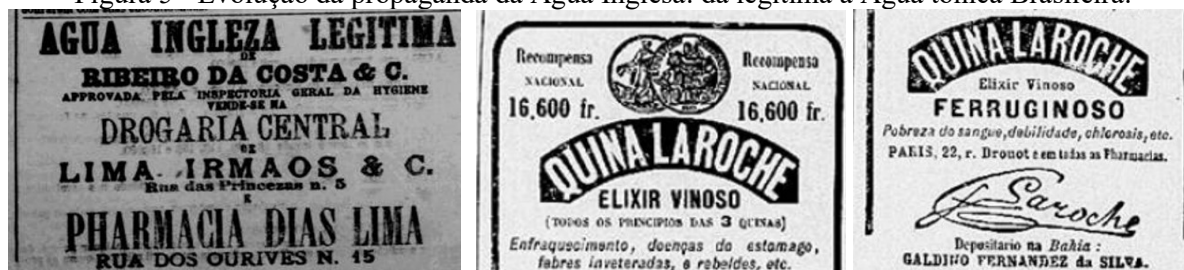 Figura 5 - Evolução da propaganda da Água Inglesa: da legítima à Água tônica Brasileira.
AGUA INGLEZA LEGITIMA
DE
RIBEIRO DA COSTA & C.
APPROVADA PELA INSPECTORIA GERAL DA HYGIENE
VENDE-SE NA
DROGARIA CENTRAL
DE
LIMA IRMAOS & C.
Rua das Princezas n. 5
E
PHARMACIA DIAS LIMA
RUA DOS OURIVES N. 15
Recompensa Recompensa
NACIONAL NACIONAL
16,600 fr. 16,600 fr.
QUINA LAROCHE
ELIXIR VINOSO
(TODOS OS PRINCIPIOS DAS 3 QUINAS)
Enfraquecimento, doenças do estomago,
febres inveteradas, e rebeldes, etc.
QUINA LAROCHE
Elixir Vinoso
FERRUGINOSO
Pobreza do sangue, debilidade, chlorosis, etc.
PARIS, 22, r. Drouot e em todas as Pharmacias.
Laroche
Depositario na Bahia :
GALDINO FERNANDEZ da SILVA.